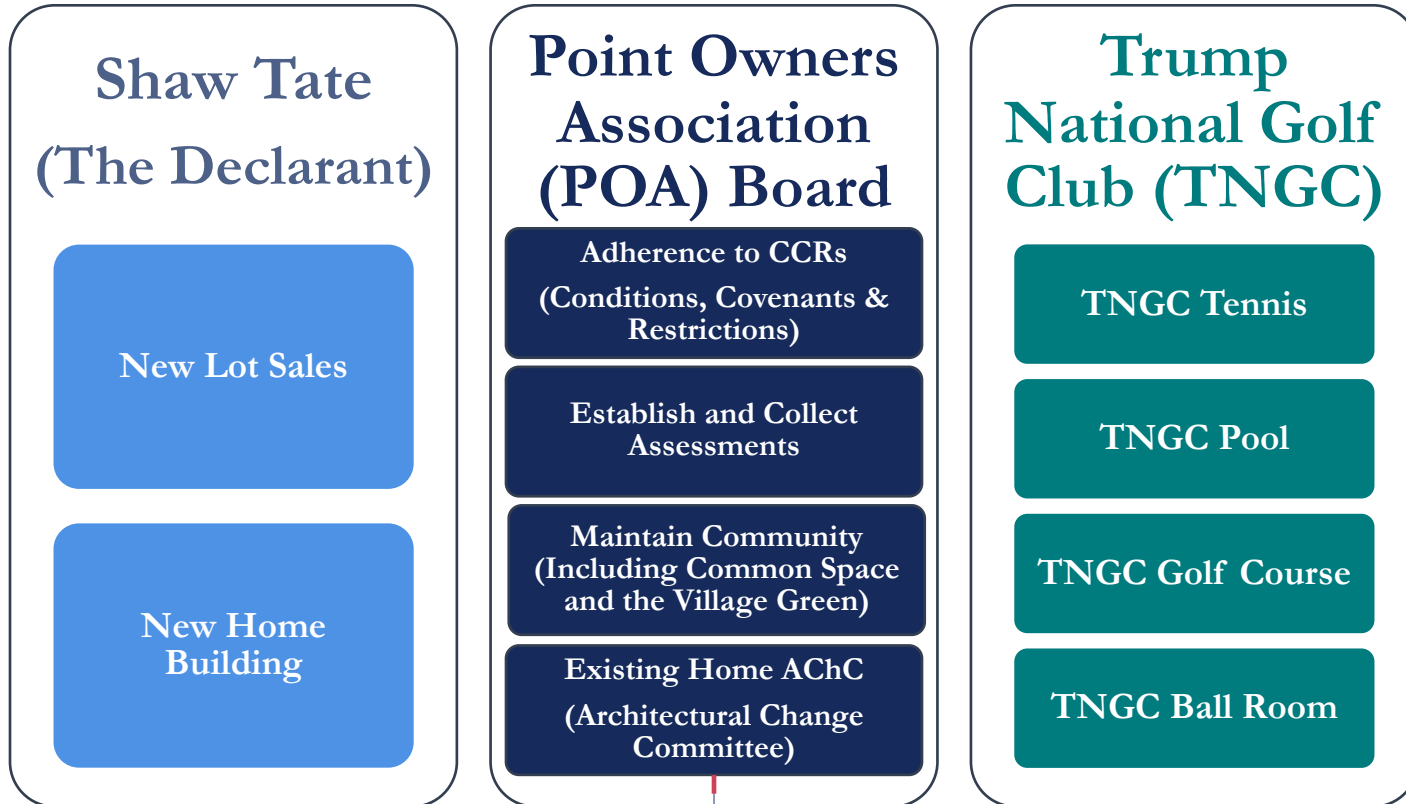 Shaw Tate
(The Declarant)
New Lot Sales
New Home
Building
Point Owners
Association
(POA) Board
Adherence to CCRs
(Conditions, Covenants &
Restrictions)
Establish and Collect
Assessments
Maintain Community
(Including Common Space
and the Village Green)
Existing Home AChC
(Architectural Change
Committee)
Trump
National Golf
Club (TNGC)
TNGC Tennis
TNGC Pool
TNGC Golf Course
TNGC Ball Room